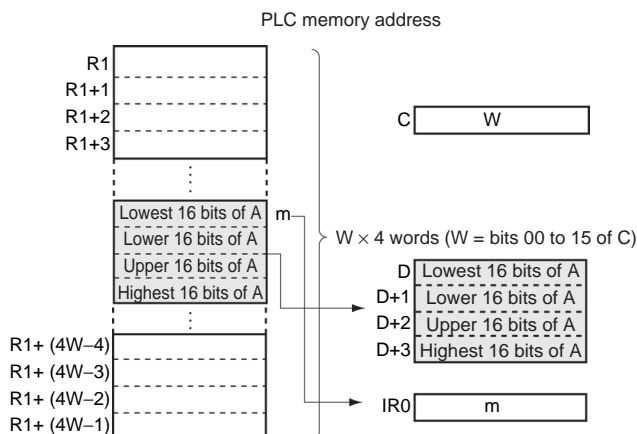 PLC memory address
R1
R1+1
R1+2
R1+3
C W
Lowest 16 bits of A m
Lower 16 bits of A
Upper 16 bits of A
Highest 16 bits of A
W × 4 words (W = bits 00 to 15 of C)
D Lowest 16 bits of A
D+1 Lower 16 bits of A
D+2 Upper 16 bits of A
D+3 Highest 16 bits of A
R1+ (4W−4)
R1+ (4W−3)
R1+ (4W−2)
R1+ (4W−1)
IR0 m